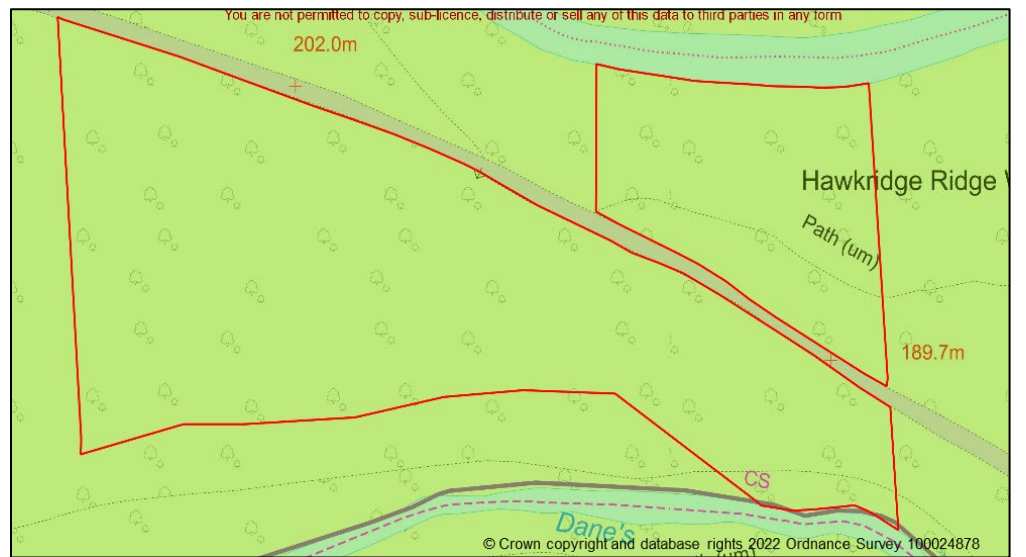 You are not permitted to copy, sub-licence, distribute or sell any of this data to third parties in any form
202.0m
Hawkridge Ridge
Path (um)
189.7m
CS
Dane's
(um)
© Crown copyright and database rights 2022 Ordnance Survey 100024878